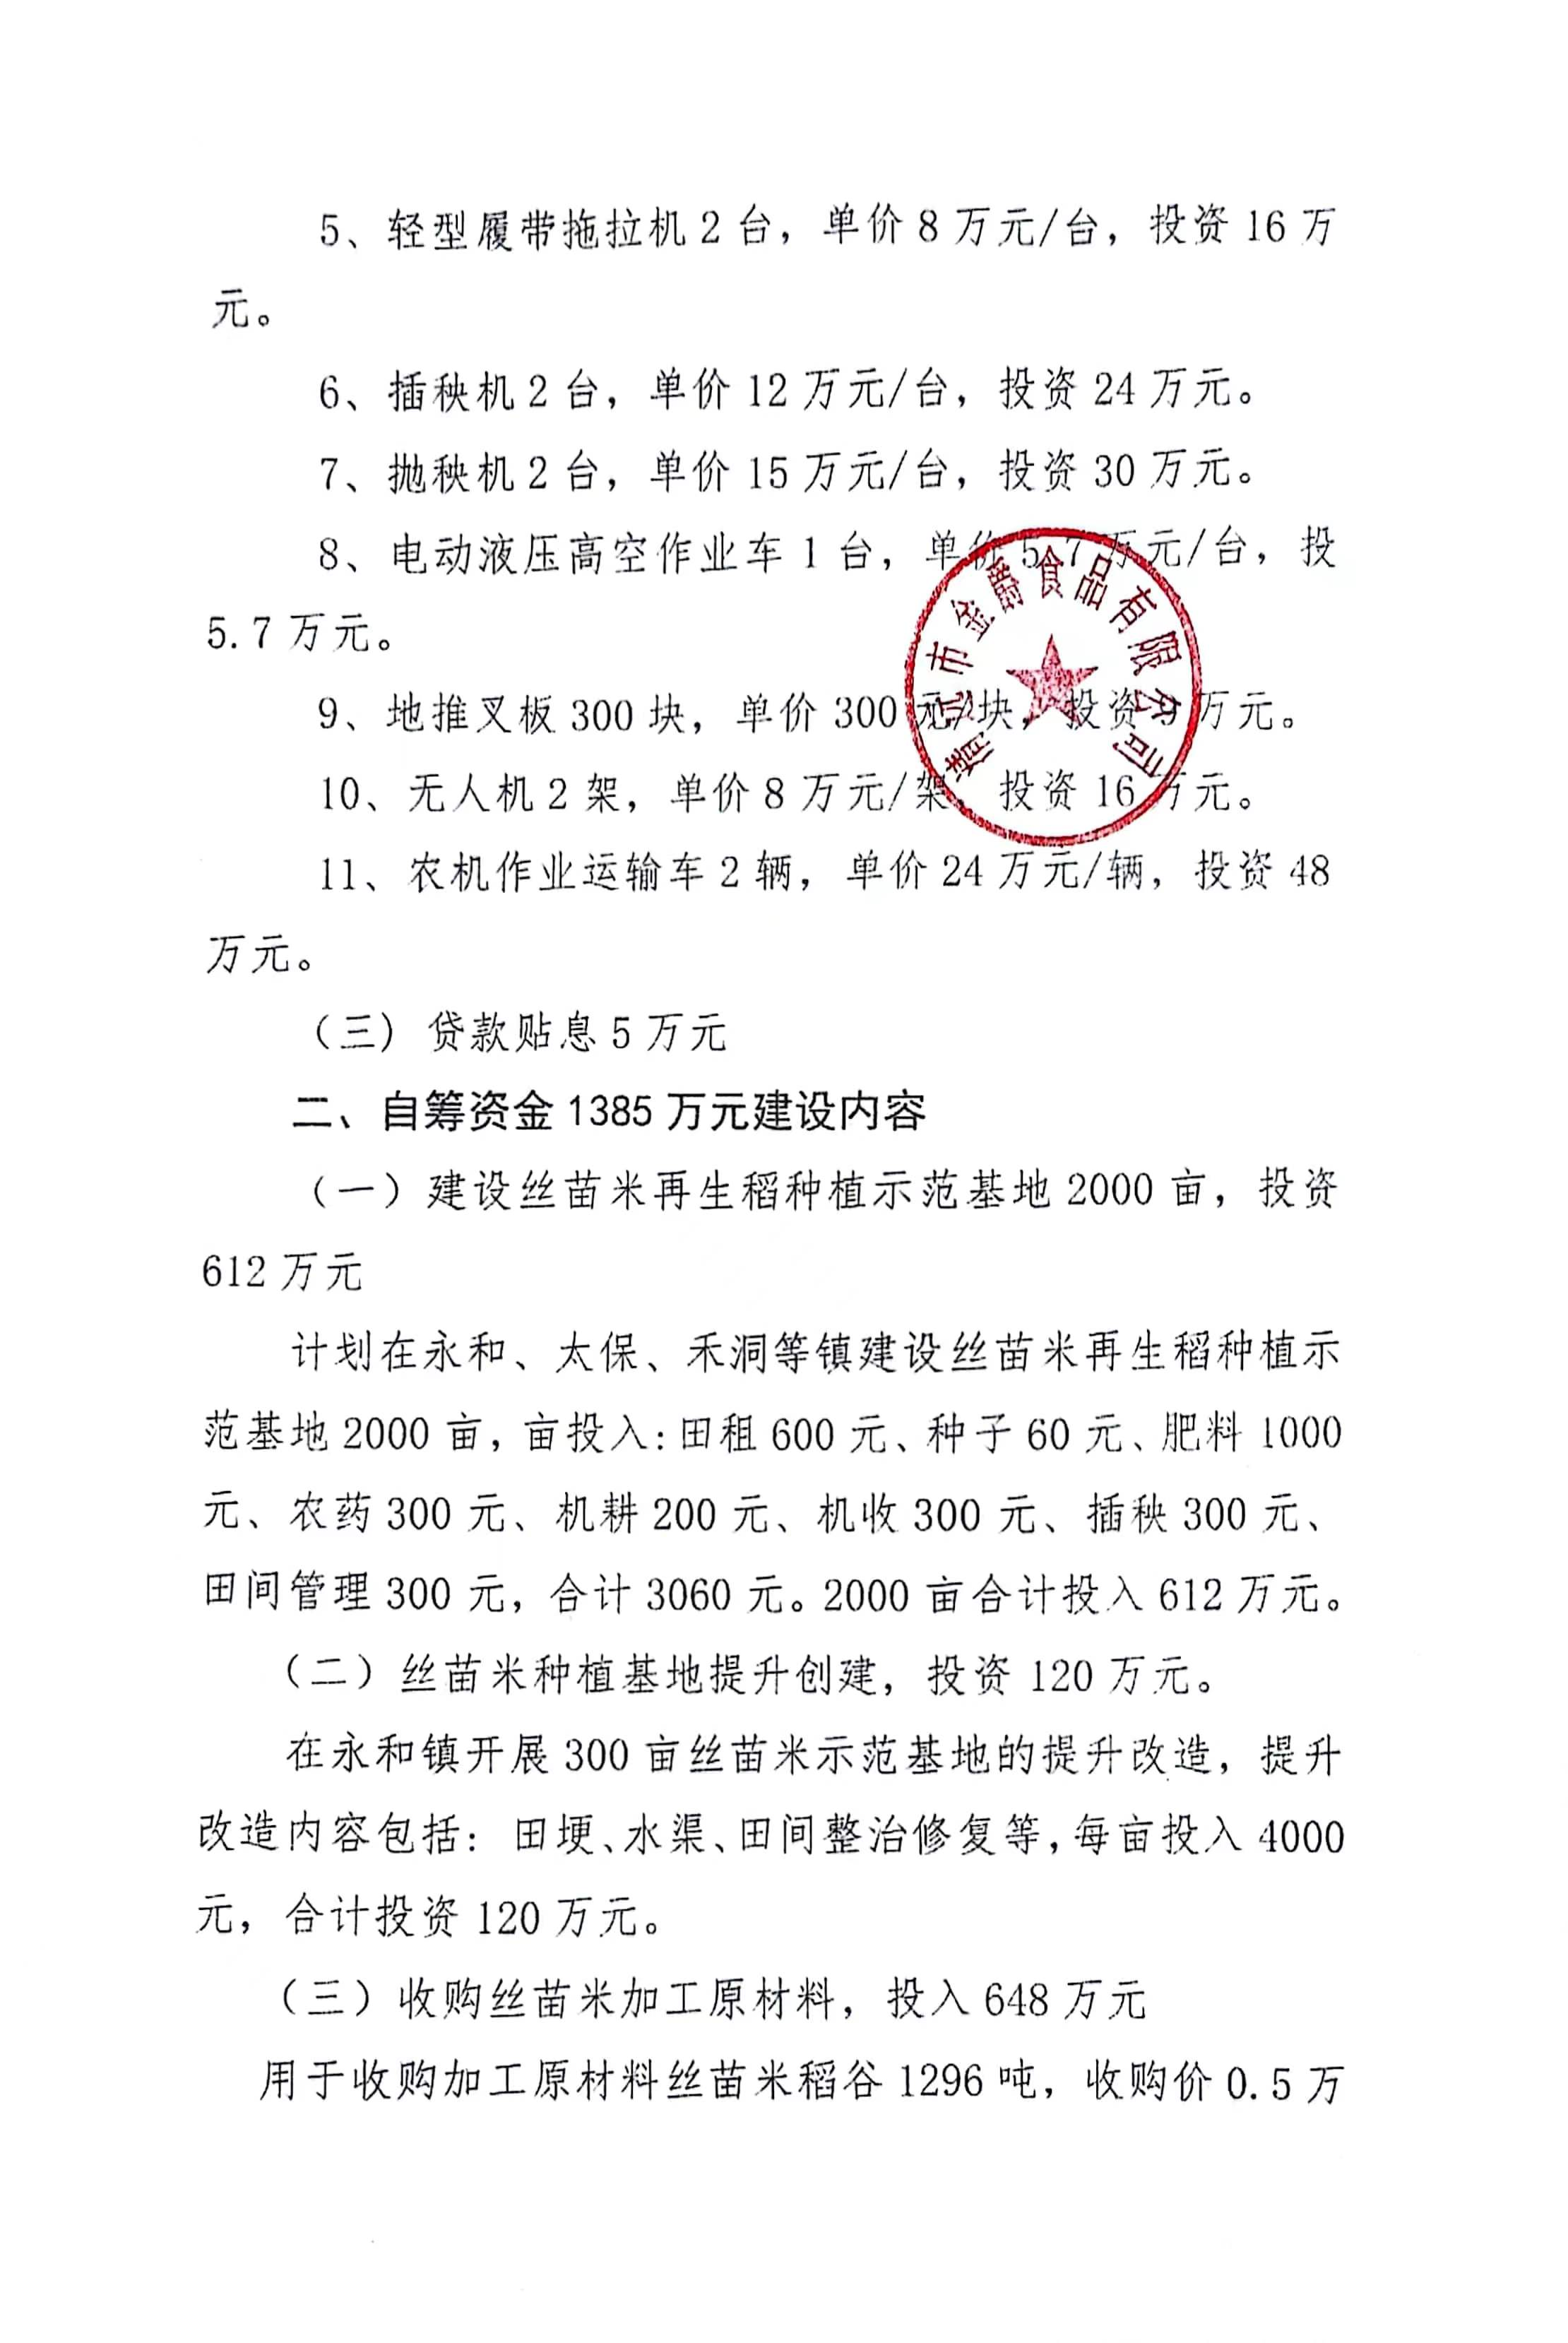 5、轻型履带拖拉机2台，单价8万元/台，投资16万
元。
6、插秧机2台，单价12万元/台，投资24万元。
7、抛秧机2台，单价15万元/台，投资30万元。
8、电动液压高空作业车1台，单价5.7万元/台，投
5.7万元。
9、地推叉板300块，单价300元/块，投资9万元。
10、无人机2架，单价8万元/架，投资16万元。
11、农机作业运输车2辆，单价24万元/辆，投资48
万元。
（三）贷款贴息5万元
二、自筹资金1385万元建设内容
（一）建设丝苗米再生稻种植示范基地2000亩，投资
612万元
计划在永和、太保、禾洞等镇建设丝苗米再生稻种植示
范基地2000亩，亩投入：田租600元、种子60元、肥料1000
元、农药300元、机耕200元、机收300元、插秧300元、
田间管理300元，合计3060元。2000亩合计投入612万元。
（二）丝苗米种植基地提升创建，投资120万元。
在永和镇开展300亩丝苗米示范基地的提升改造，提升
改造内容包括：田埂、水渠、田间整治修复等，每亩投入4000
元，合计投资120万元。
（三）收购丝苗米加工原材料，投入648万元
用于收购加工原材料丝苗米稻谷1296吨，收购价0.5万
清远市金爵食品有限公司